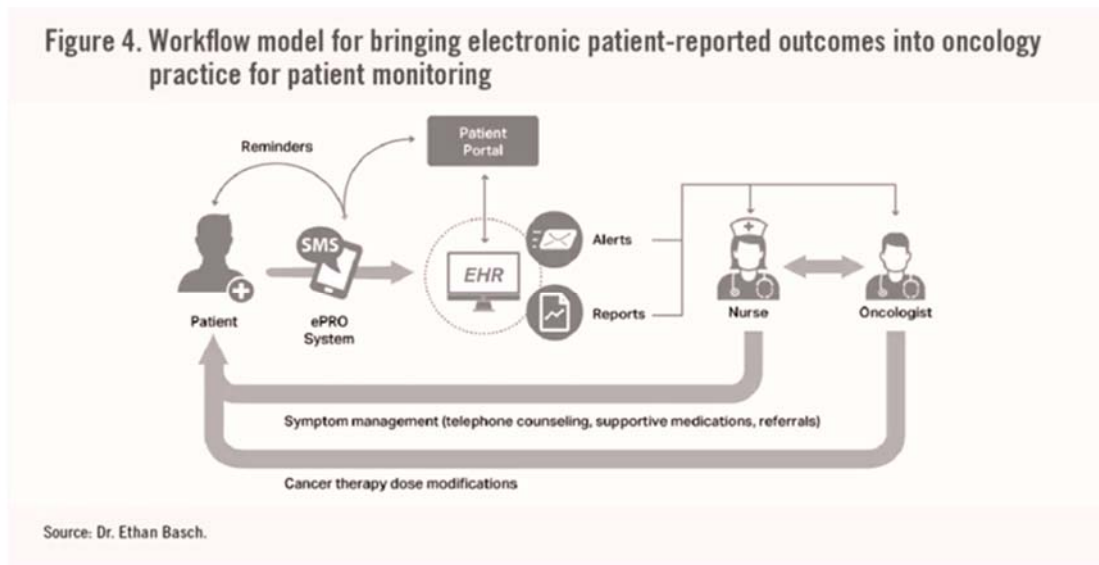 Figure 4. Workflow model for bringing electronic patient-reported outcomes into oncology
practice for patient monitoring
Reminders
Patient
Portal
SMS
EHR
Alerts
Reports
Patient
ePRO
System
Nurse
Oncologist
Symptom management (telephone counseling, supportive medications, referrals)
Cancer therapy dose modifications
Source: Dr. Ethan Basch.